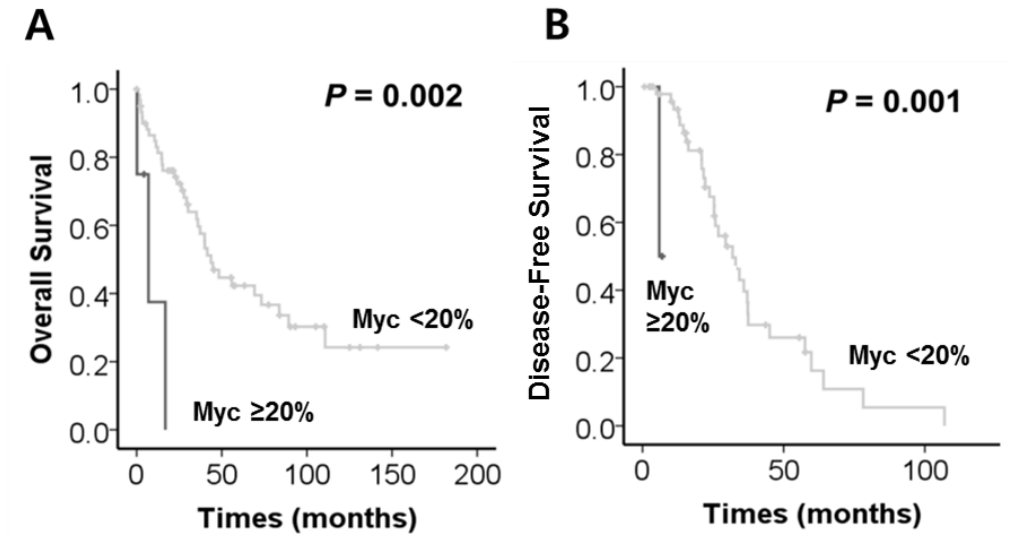 A
P = 0.002
Overall Survival
1.0
0.8
0.6
0.4
0.2
0.0
Myc <20%
Myc ≥20%
0 50 100 150 200
Times (months)
B
P = 0.001
Disease-Free Survival
1.0
0.8
0.6
0.4
0.2
0.0
Myc
≥20%
Myc <20%
0 50 100
Times (months)